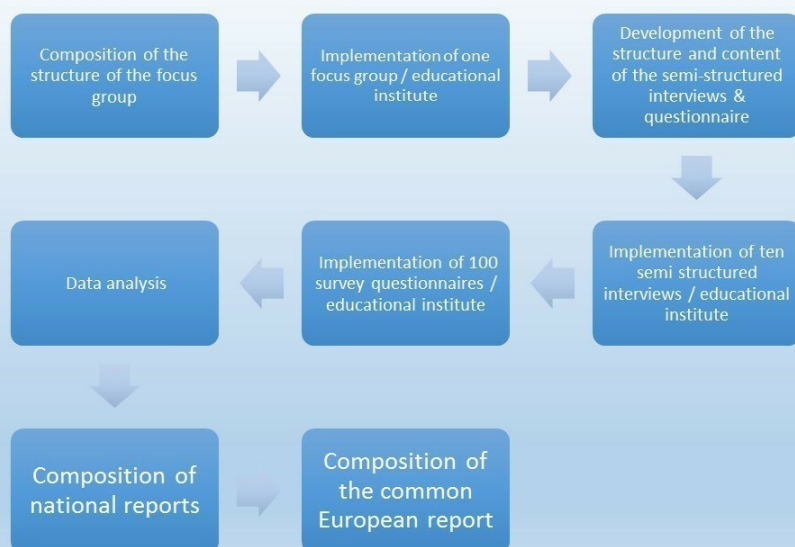 Composition of the
structure of the focus
group
Implementation of one
focus group / educational
institute
Development of the
structure and content
of the semi-structured
interviews &
questionnaire
Implementation of ten
semi structured
interviews / educational
institute
Implementation of 100
survey questionnaires /
educational institute
Data analysis
Composition of
national reports
Composition of
the common
European report